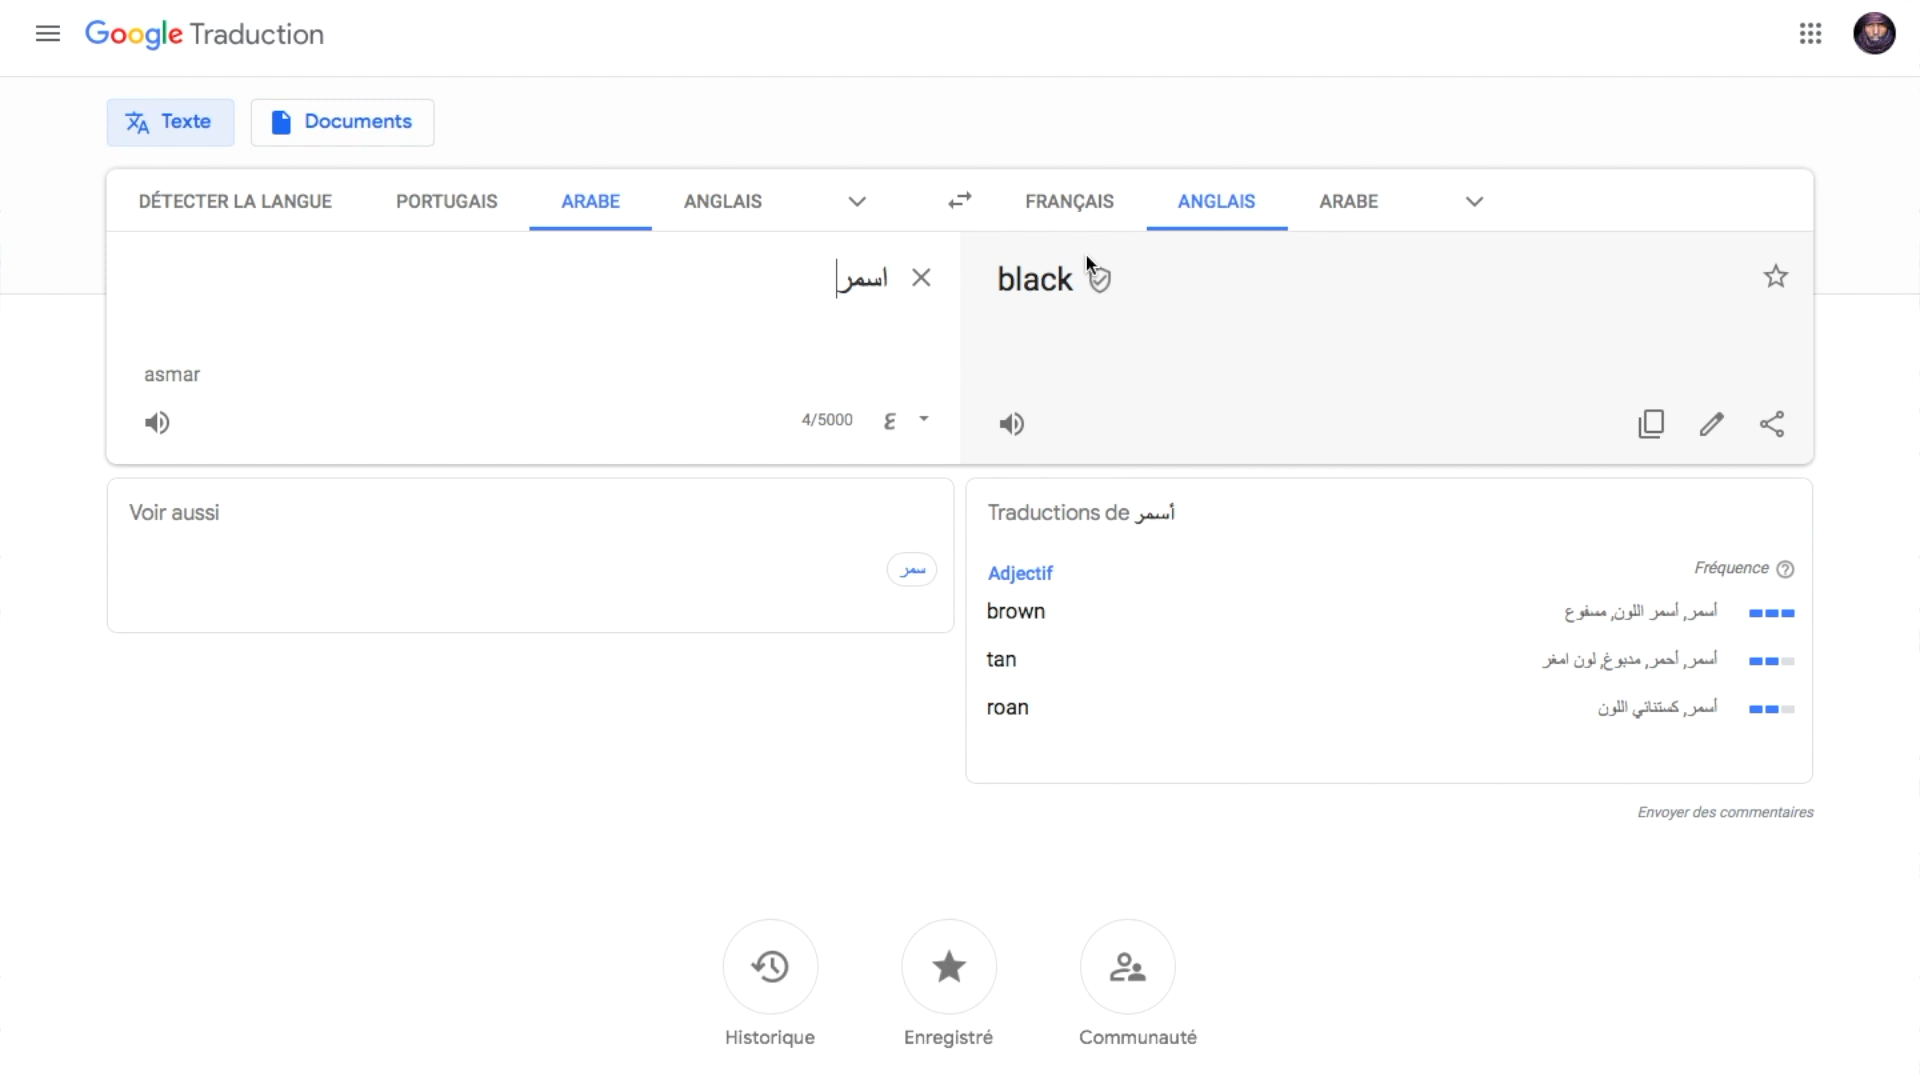 Google Traduction
Texte
Documents
DÉTECTER LA LANGUE PORTUGAIS ARABE ANGLAIS
FRANÇAIS ANGLAIS ARABE
اسمر
black
asmar
4/5000 ع
Voir aussi
سمر
Traductions de أسمر
Adjectif
Fréquence
brown أسمر, أسمر اللون, مسفوع
tan أسمر, أحمر, مدبوغ, لون امغر
roan أسمر, كستنائي اللون
Envoyer des commentaires
Historique
Enregistré
Communauté